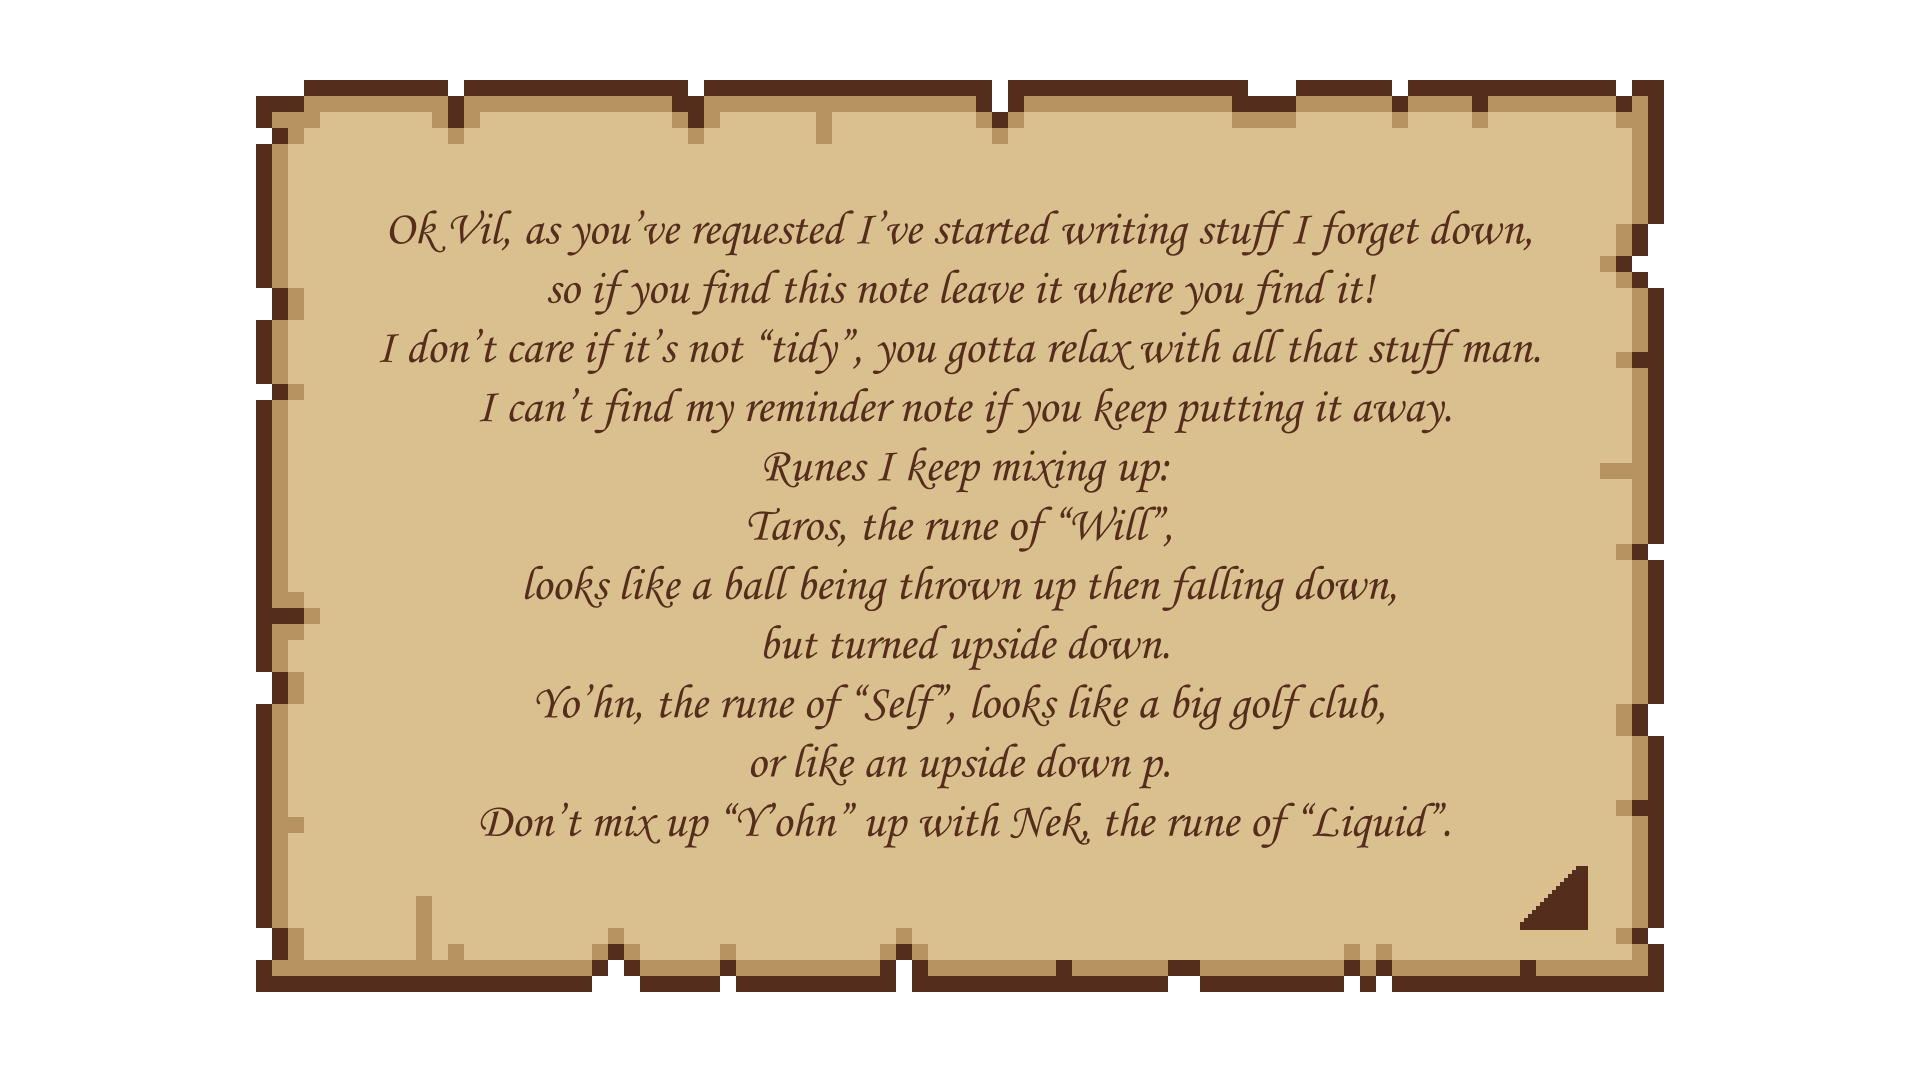 Ok Vil, as you’ve requested I’ve started writing stuff I forget down,
so if you find this note leave it where you find it!
I don’t care if it’s not “tidy”, you gotta relax with all that stuff man.
I can’t find my reminder note if you keep putting it away.
Runes I keep mixing up:
Taros, the rune of “Will”,
looks like a ball being thrown up then falling down,
but turned upside down.
Yo’hn, the rune of “Self”, looks like a big golf club,
or like an upside down p.
Don’t mix up “Y’ohn” up with Nek, the rune of “Liquid”.